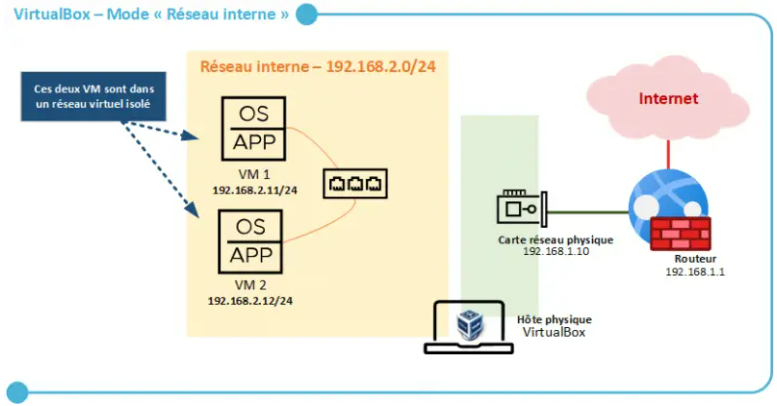 VirtualBox – Mode « Réseau interne »
Réseau interne – 192.168.2.0/24
Ces deux VM sont dans
un réseau virtuel isolé
OS
APP
VM 1
192.168.2.11/24
OS
APP
VM 2
192.168.2.12/24
Internet
Carte réseau physique
192.168.1.10
Routeur
192.168.1.1
Hôte physique
VirtualBox